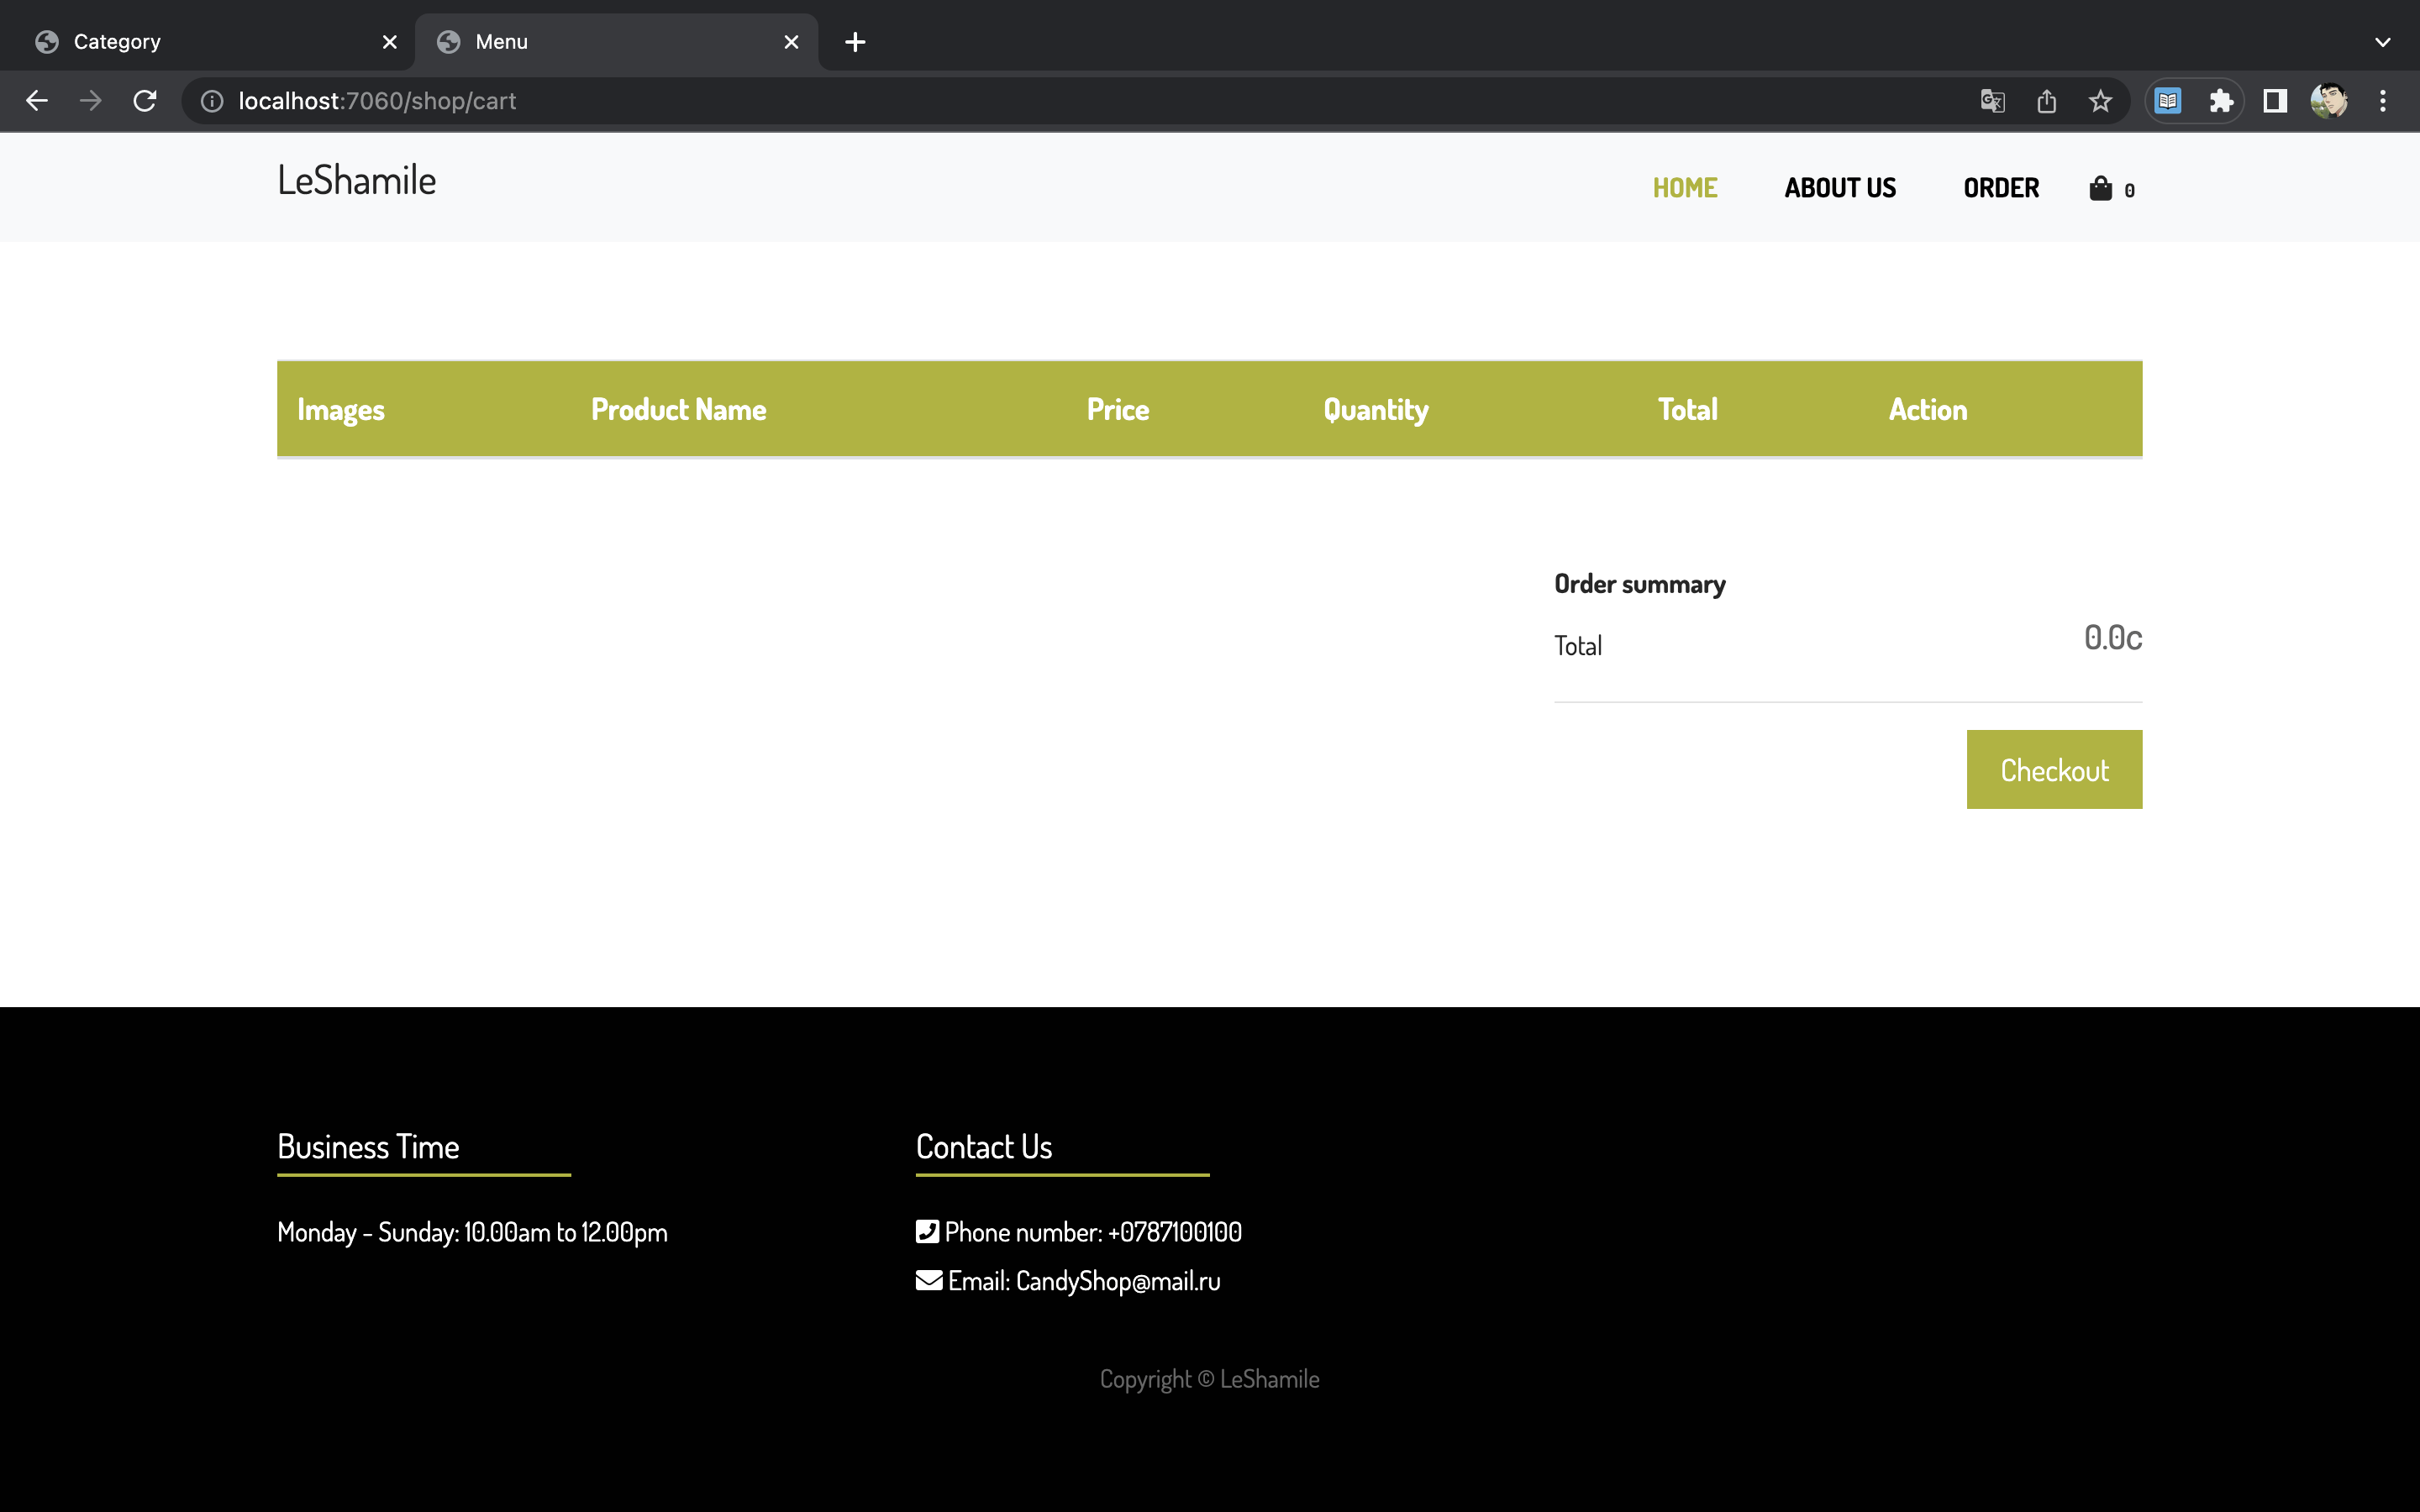 Category
Menu
localhost:7060/shop/cart
LeShamile
HOME ABOUT US ORDER 0
Images Product Name Price Quantity Total Action
Order summary
Total 0.0c
Checkout
Business Time
Monday - Sunday: 10.00am to 12.00pm
Contact Us
Phone number: +0787100100
Email: CandyShop@mail.ru
Copyright © LeShamile